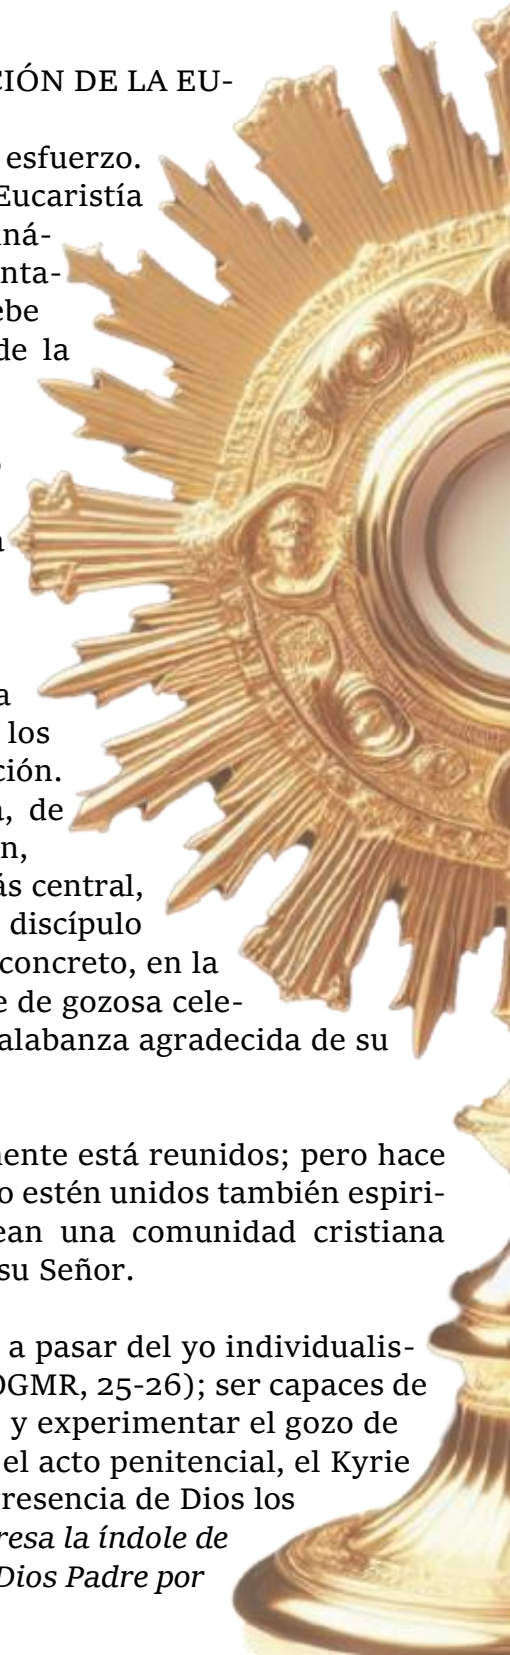 CIÓN DE LA EU-
esfuerzo.
Eucaristía
ná-
nta-
ebe
de la
a
los
ción.
, de
n,
ás central,
discípulo
concreto, en la
e de gozosa cele-
alabanza agradecida de su
mente está reunidos; pero hace
o estén unidos también espiri-
ean una comunidad cristiana
su Señor.
a pasar del yo individualis-
OGMR, 25-26); ser capaces de
y experimentar el gozo de
el acto penitencial, el Kyrie
resencia de Dios los
resa la índole de
Dios Padre por